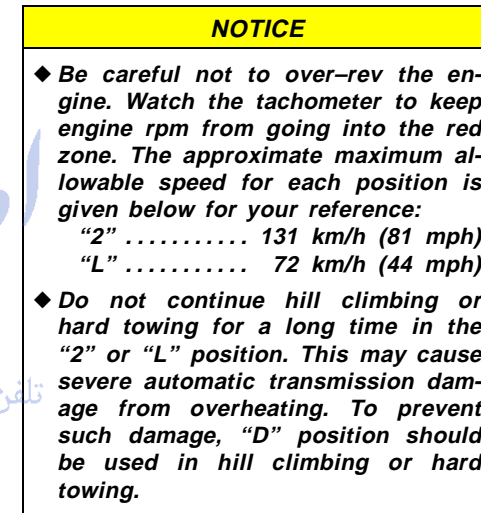 NOTICE
◆ Be careful not to over–rev the en-
gine. Watch the tachometer to keep
engine rpm from going into the red
zone. The approximate maximum al-
lowable speed for each position is
given below for your reference:
“2” ........... 131 km/h (81 mph)
“L” ........... 72 km/h (44 mph)
◆ Do not continue hill climbing or
hard towing for a long time in the
“2” or “L” position. This may cause
severe automatic transmission dam-
age from overheating. To prevent
such damage, “D” position should
be used in hill climbing or hard
towing.